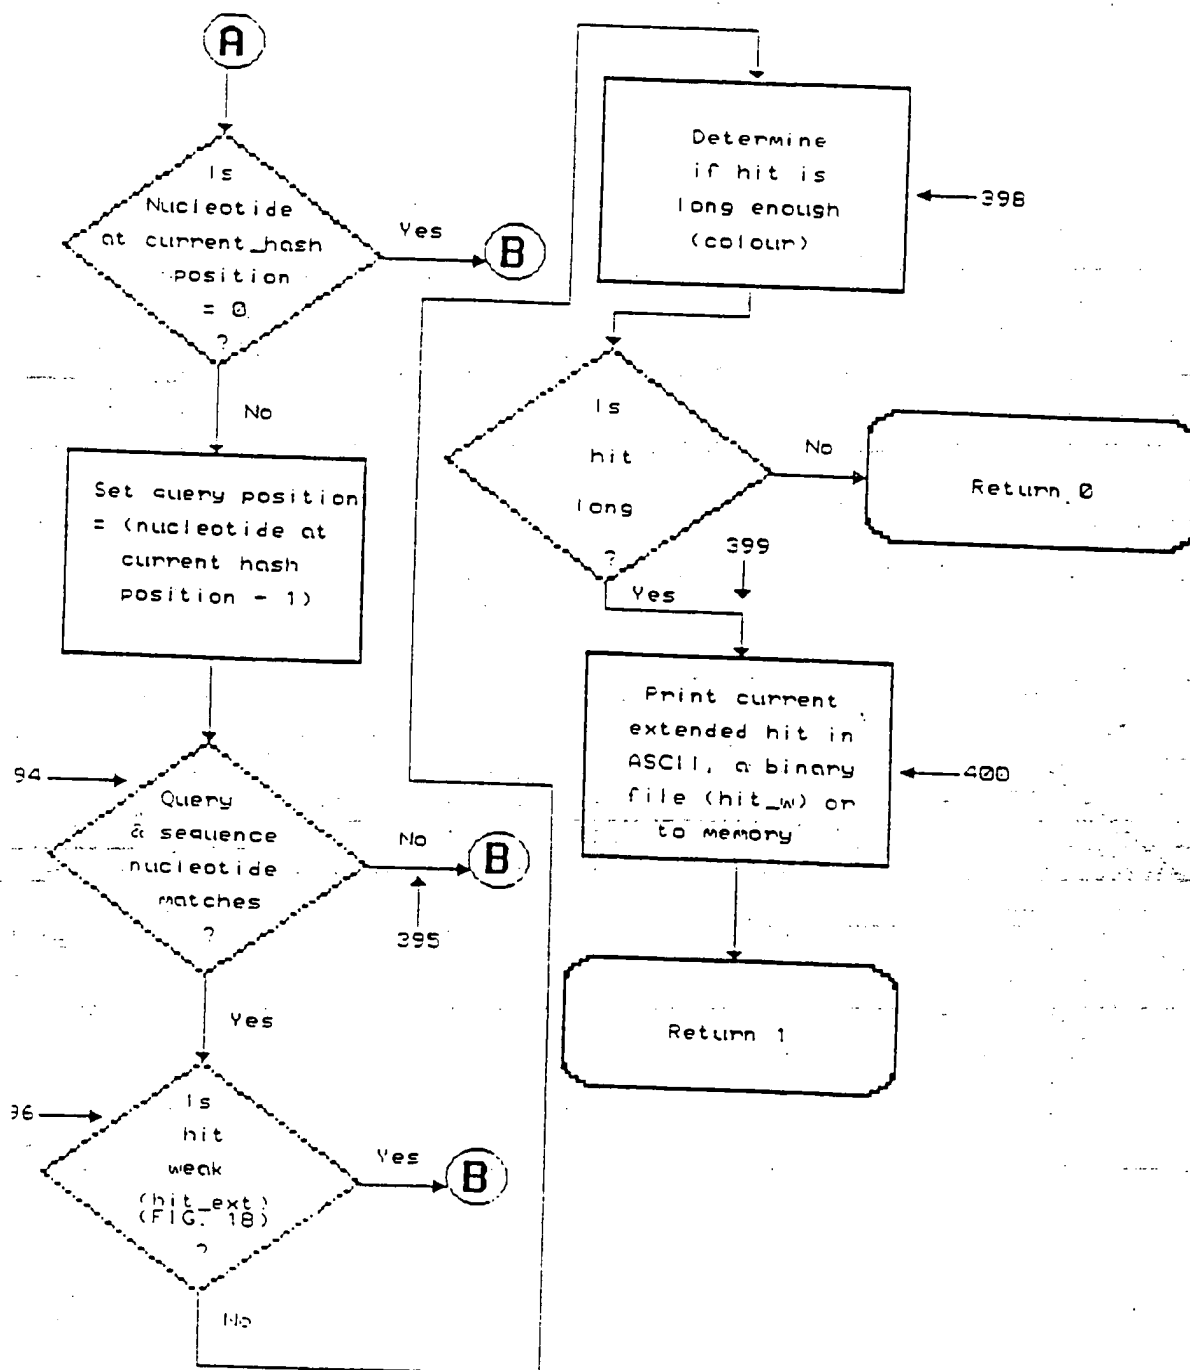 A
Is
Nucleotide
at current_hash
position
= 0
?
Yes
B
No
Set query position
= (nucleotide at
current hash
position - 1)
94
Query
& sequence
nucleotide
matches
?
No
B
395
Yes
96
Is
hit
weak
(hit_ext)
(FIG. 18)
?
Yes
B
No
Determine
if hit is
long enough
(colour)
398
Is
hit
long
?
No
Return 0
399
Yes
Print current
extended hit in
ASCII, a binary
file (hit_w) or
to memory
400
Return 1